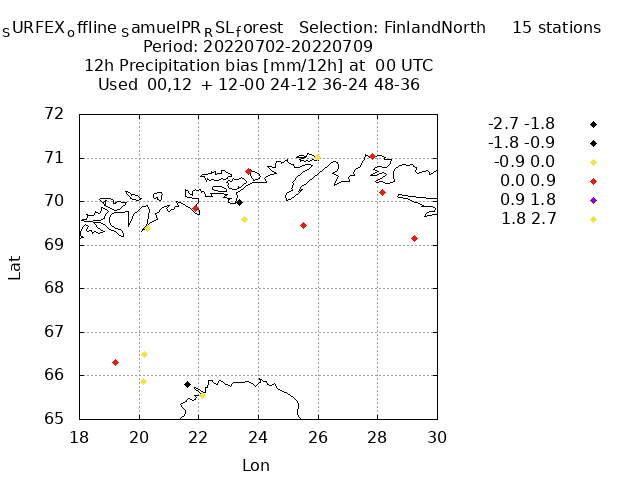 SURFEXoffline SamuelPR RSLforest Selection: FinlandNorth 15 stations
Period: 20220702-20220709
12h Precipitation bias [mm/12h] at 00 UTC
Used 00,12 + 12-00 24-12 36-24 48-36
-2.7 -1.8
-1.8 -0.9
-0.9 0.0
0.0 0.9
0.9 1.8
1.8 2.7
72
71
70
69
68
67
66
65
Lat
18 20 22 24 26 28 30
Lon